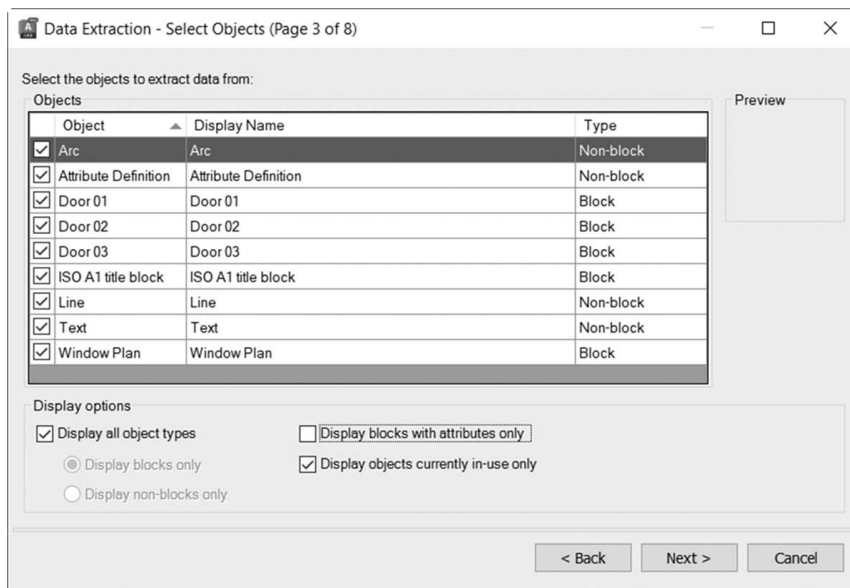 Data Extraction - Select Objects (Page 3 of 8)
Select the objects to extract data from:
Objects
Preview
Object Display Name Type
Arc Arc Non-block
Attribute Definition Attribute Definition Non-block
Door 01 Door 01 Block
Door 02 Door 02 Block
Door 03 Door 03 Block
ISO A1 title block ISO A1 title block Block
Line Line Non-block
Text Text Non-block
Window Plan Window Plan Block
Display options
Display all object types Display blocks with attributes only
Display blocks only Display objects currently in-use only
Display non-blocks only
< Back Next > Cancel